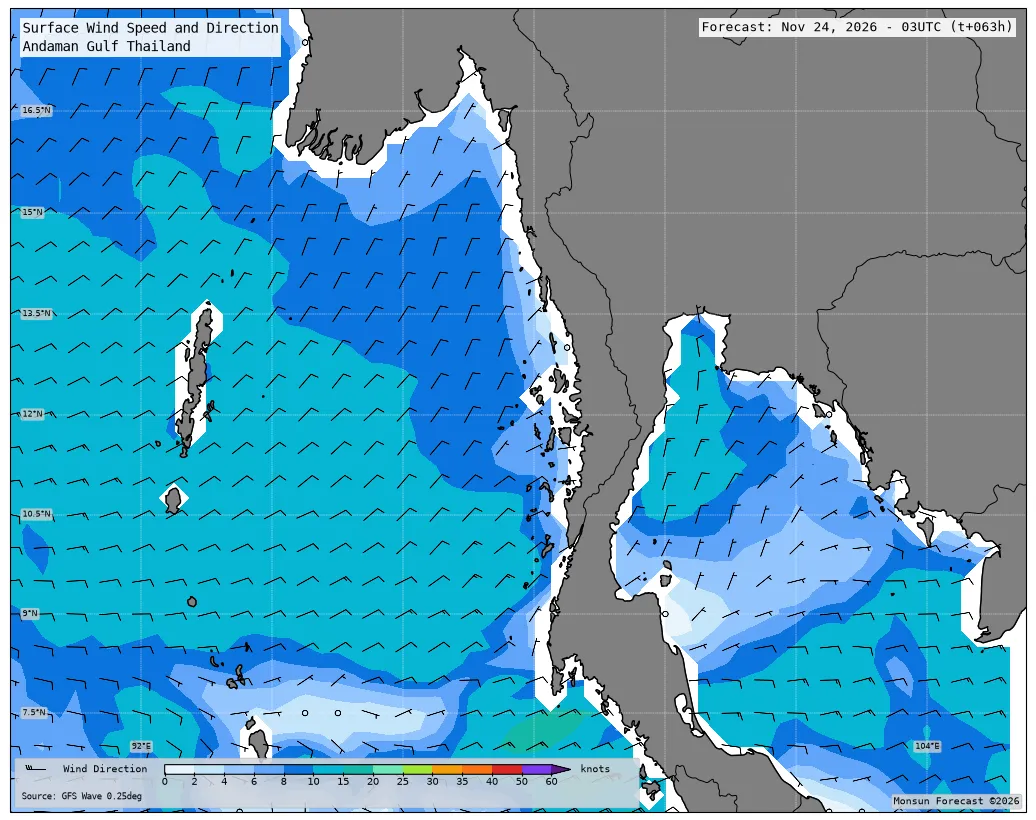 Surface Wind Speed and Direction
Andaman Gulf Thailand
Forecast: Nov 24, 2026 - 03UTC (t+063h)
16.5°N
15°N
13.5°N
12°N
10.5°N
9°N
7.5°N
92°E
104°E
Wind Direction
0 2 4 6 8 10 15 20 25 30 35 40 50 60
knots
Source: GFS Wave 0.25deg
Monsun Forecast ©2026